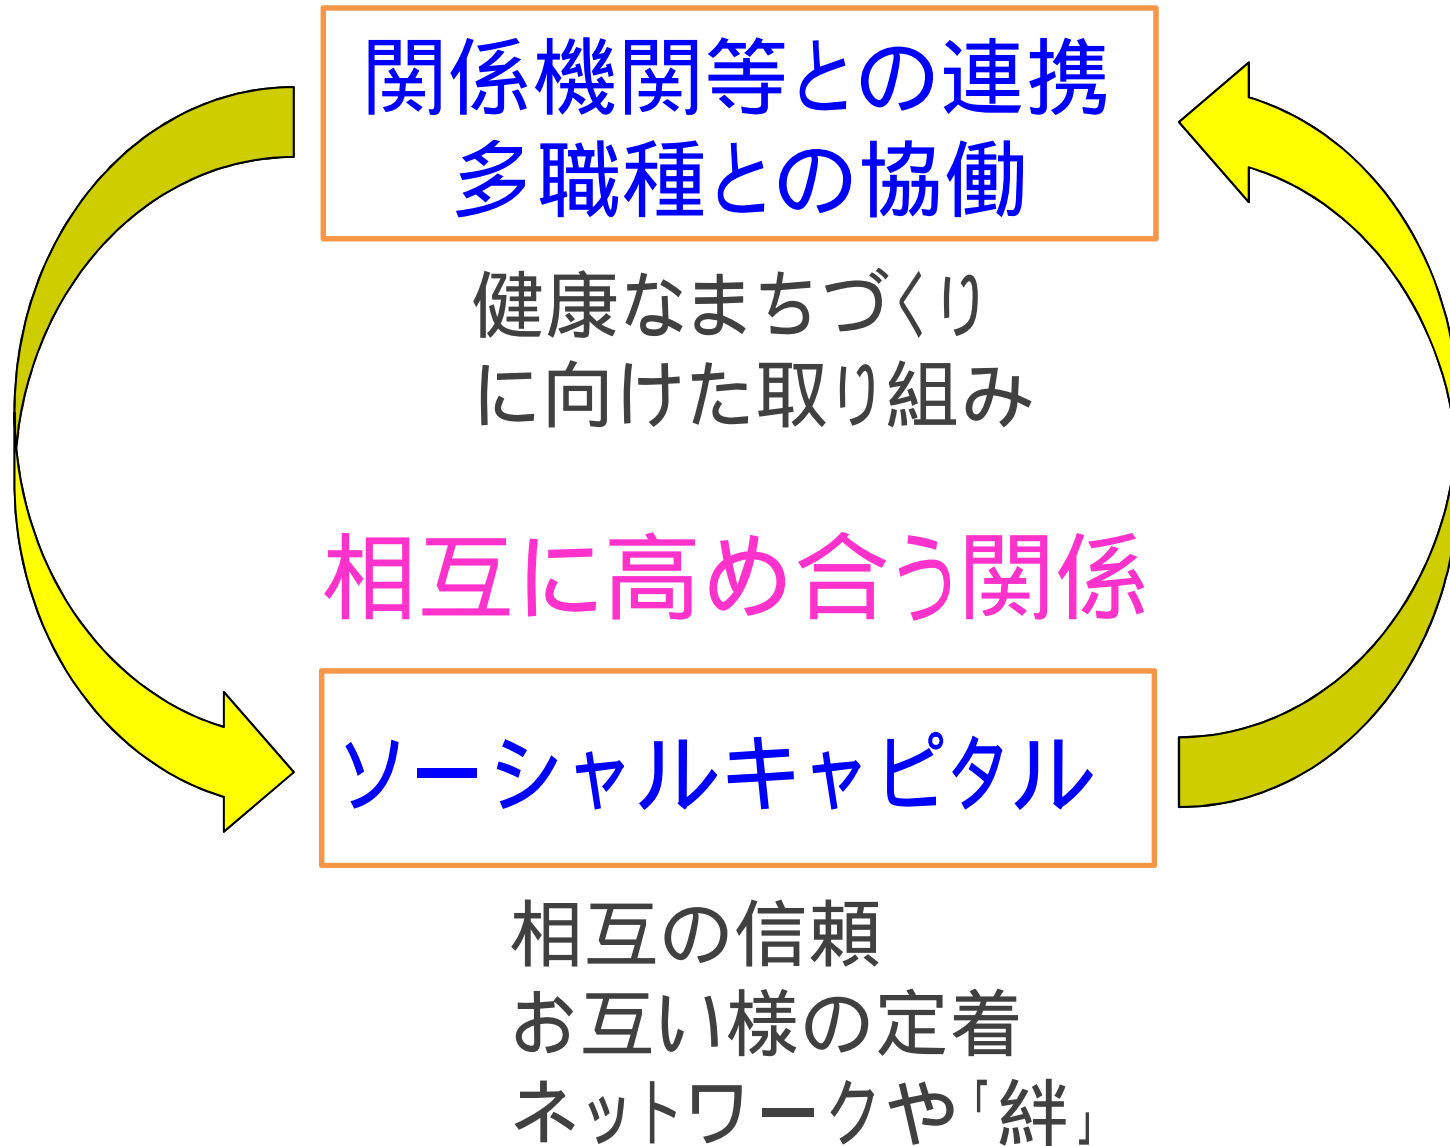 関係機関等との連携
多職種との協働
健康なまちづくり
に向けた取り組み
相互に高め合う関係
ソーシャルキャピタル
相互の信頼
お互い様の定着
ネットワークや「絆」